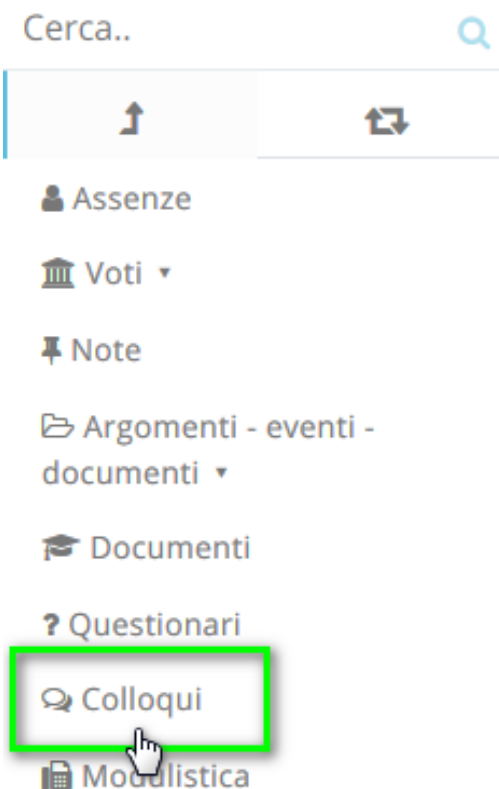 Cerca..
Assenze
Voti
Note
Argomenti - eventi -
documenti
Documenti
? Questionari
Colloqui
Modulistica